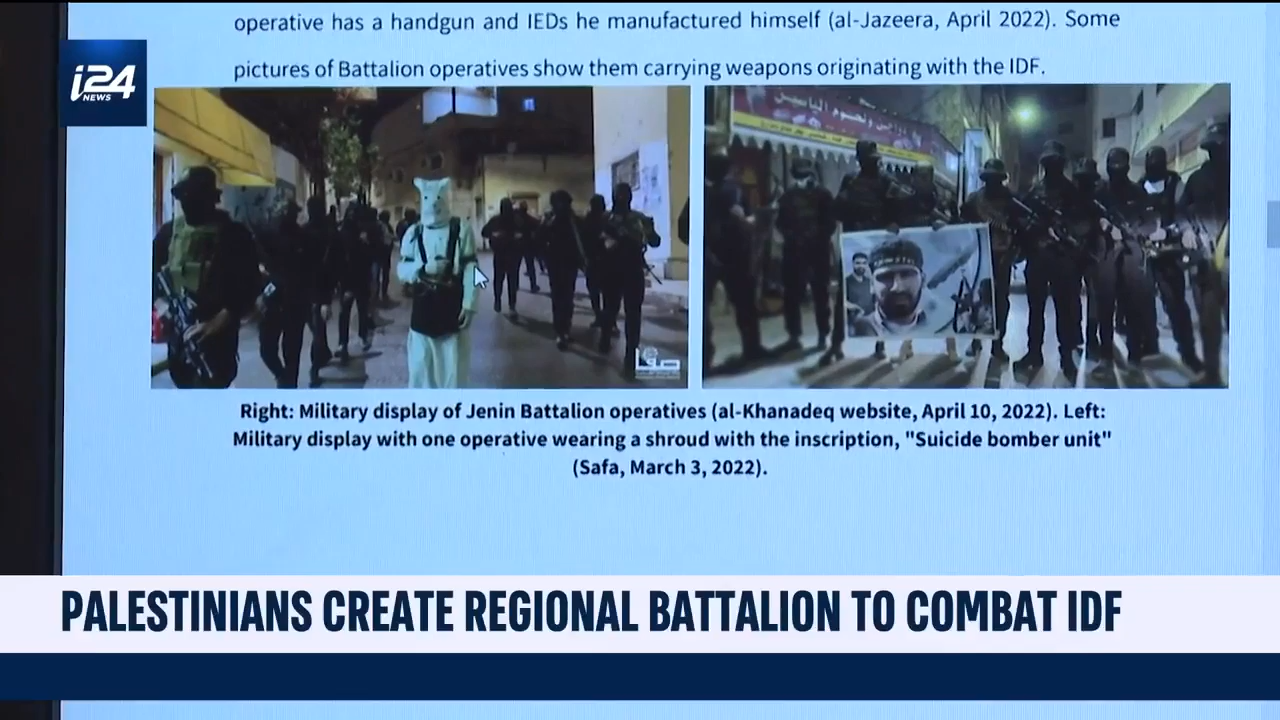 operative has a handgun and IEDs he manufactured himself (al-Jazeera, April 2022). Some
i24
NEWS
pictures of Battalion operatives show them carrying weapons originating with the IDF.
Right: Military display of Jenin Battalion operatives (al-Khanadeq website, April 10, 2022). Left:
Military display with one operative wearing a shroud with the inscription, "Suicide bomber unit"
(Safa, March 3, 2022).
PALESTINIANS CREATE REGIONAL BATTALION TO COMBAT IDF